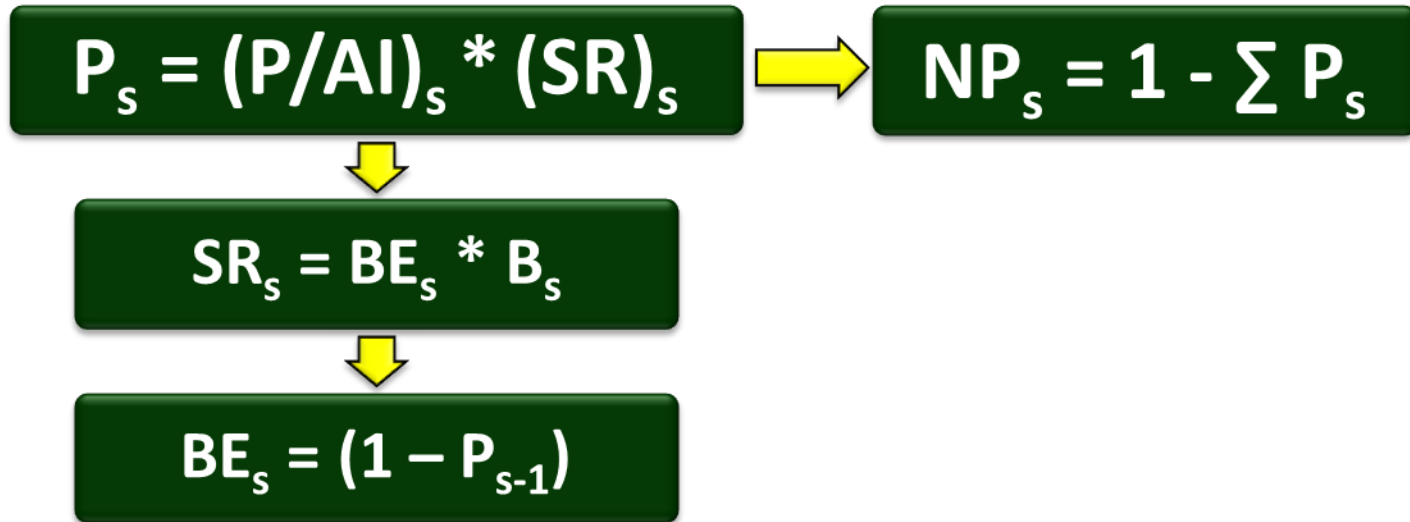 Pₛ = (P/AI)ₛ * (SR)ₛ
NPₛ = 1 - ∑ Pₛ
SRₛ = BEₛ * Bₛ
BEₛ = (1 – Pₛ₋₁)